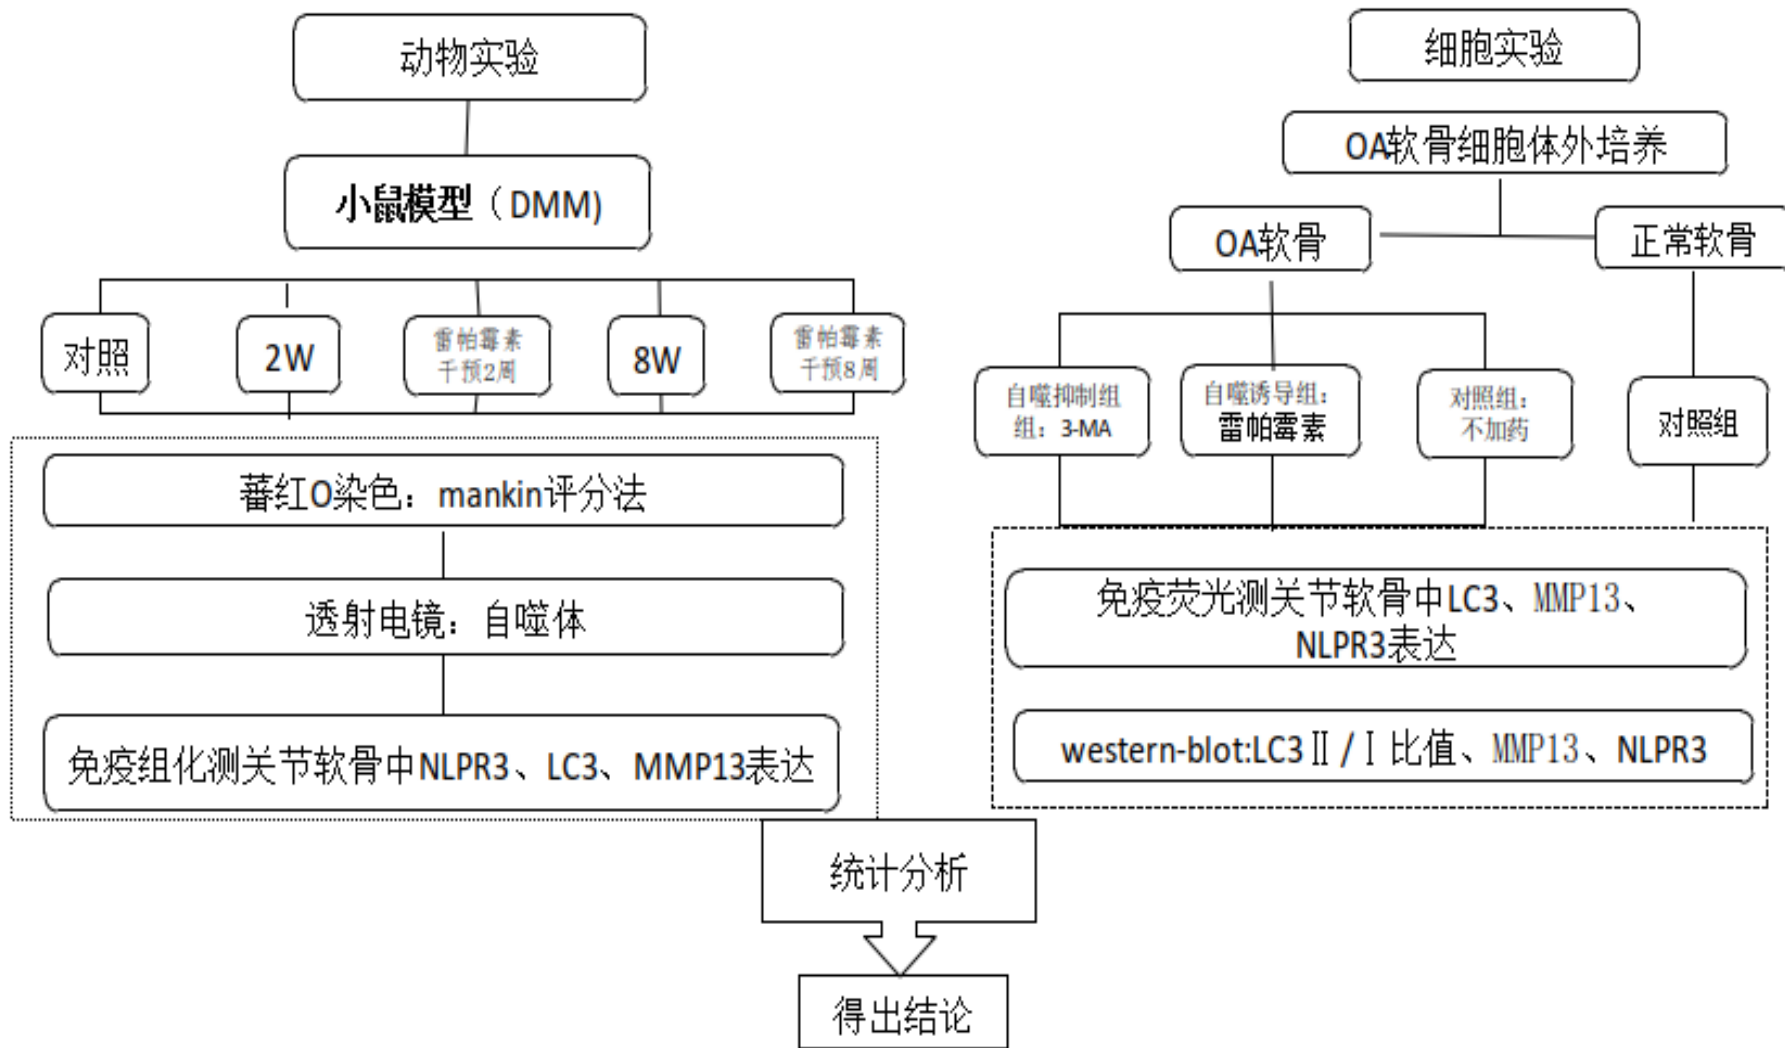 动物实验
小鼠模型（DMM)
对照
2W
雷帕霉素
干预2周
8W
雷帕霉素
干预8周
蕃红O染色：mankin评分法
透射电镜：自噬体
免疫组化测关节软骨中NLPR3、LC3、MMP13表达
细胞实验
OA软骨细胞体外培养
OA软骨
正常软骨
自噬抑制组
组：3-MA
自噬诱导组：
雷帕霉素
对照组：
不加药
对照组
免疫荧光测关节软骨中LC3、MMP13、
NLPR3表达
western-blot:LC3Ⅱ/Ⅰ比值、MMP13、NLPR3
统计分析
得出结论